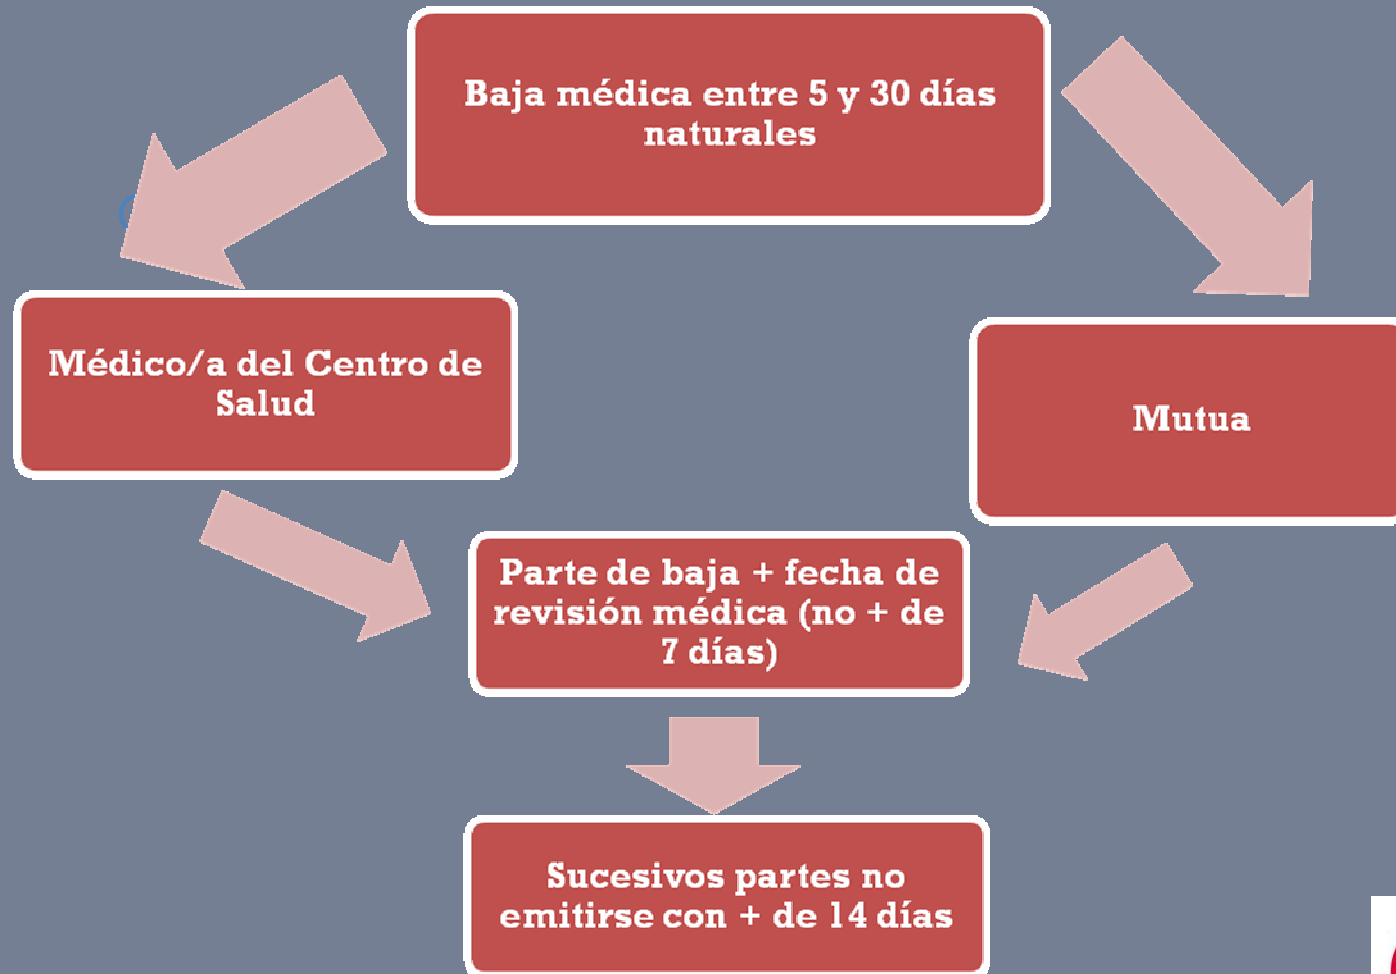 Baja médica entre 5 y 30 días
naturales
Médico/a del Centro de
Salud
Mutua
Parte de baja + fecha de
revisión médica (no + de
7 días)
Sucesivos partes no
emitirse con + de 14 días